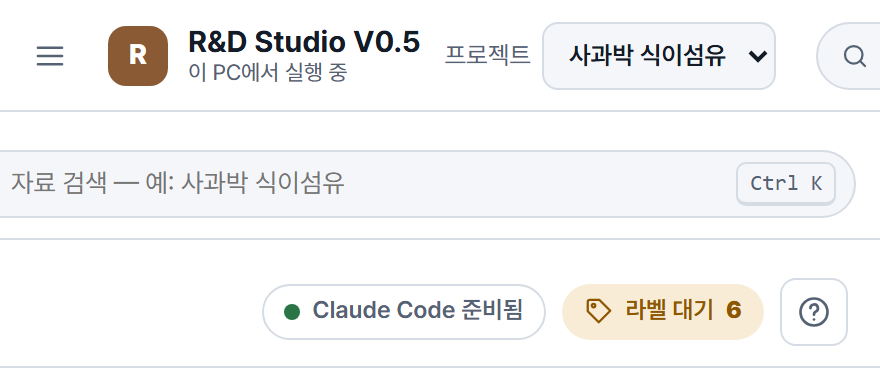 R
R&D Studio V0.5
이 PC에서 실행 중
프로젝트
사과박 식이섬유
자료 검색 — 예: 사과박 식이섬유
Ctrl K
Claude Code 준비됨
라벨 대기 6
?